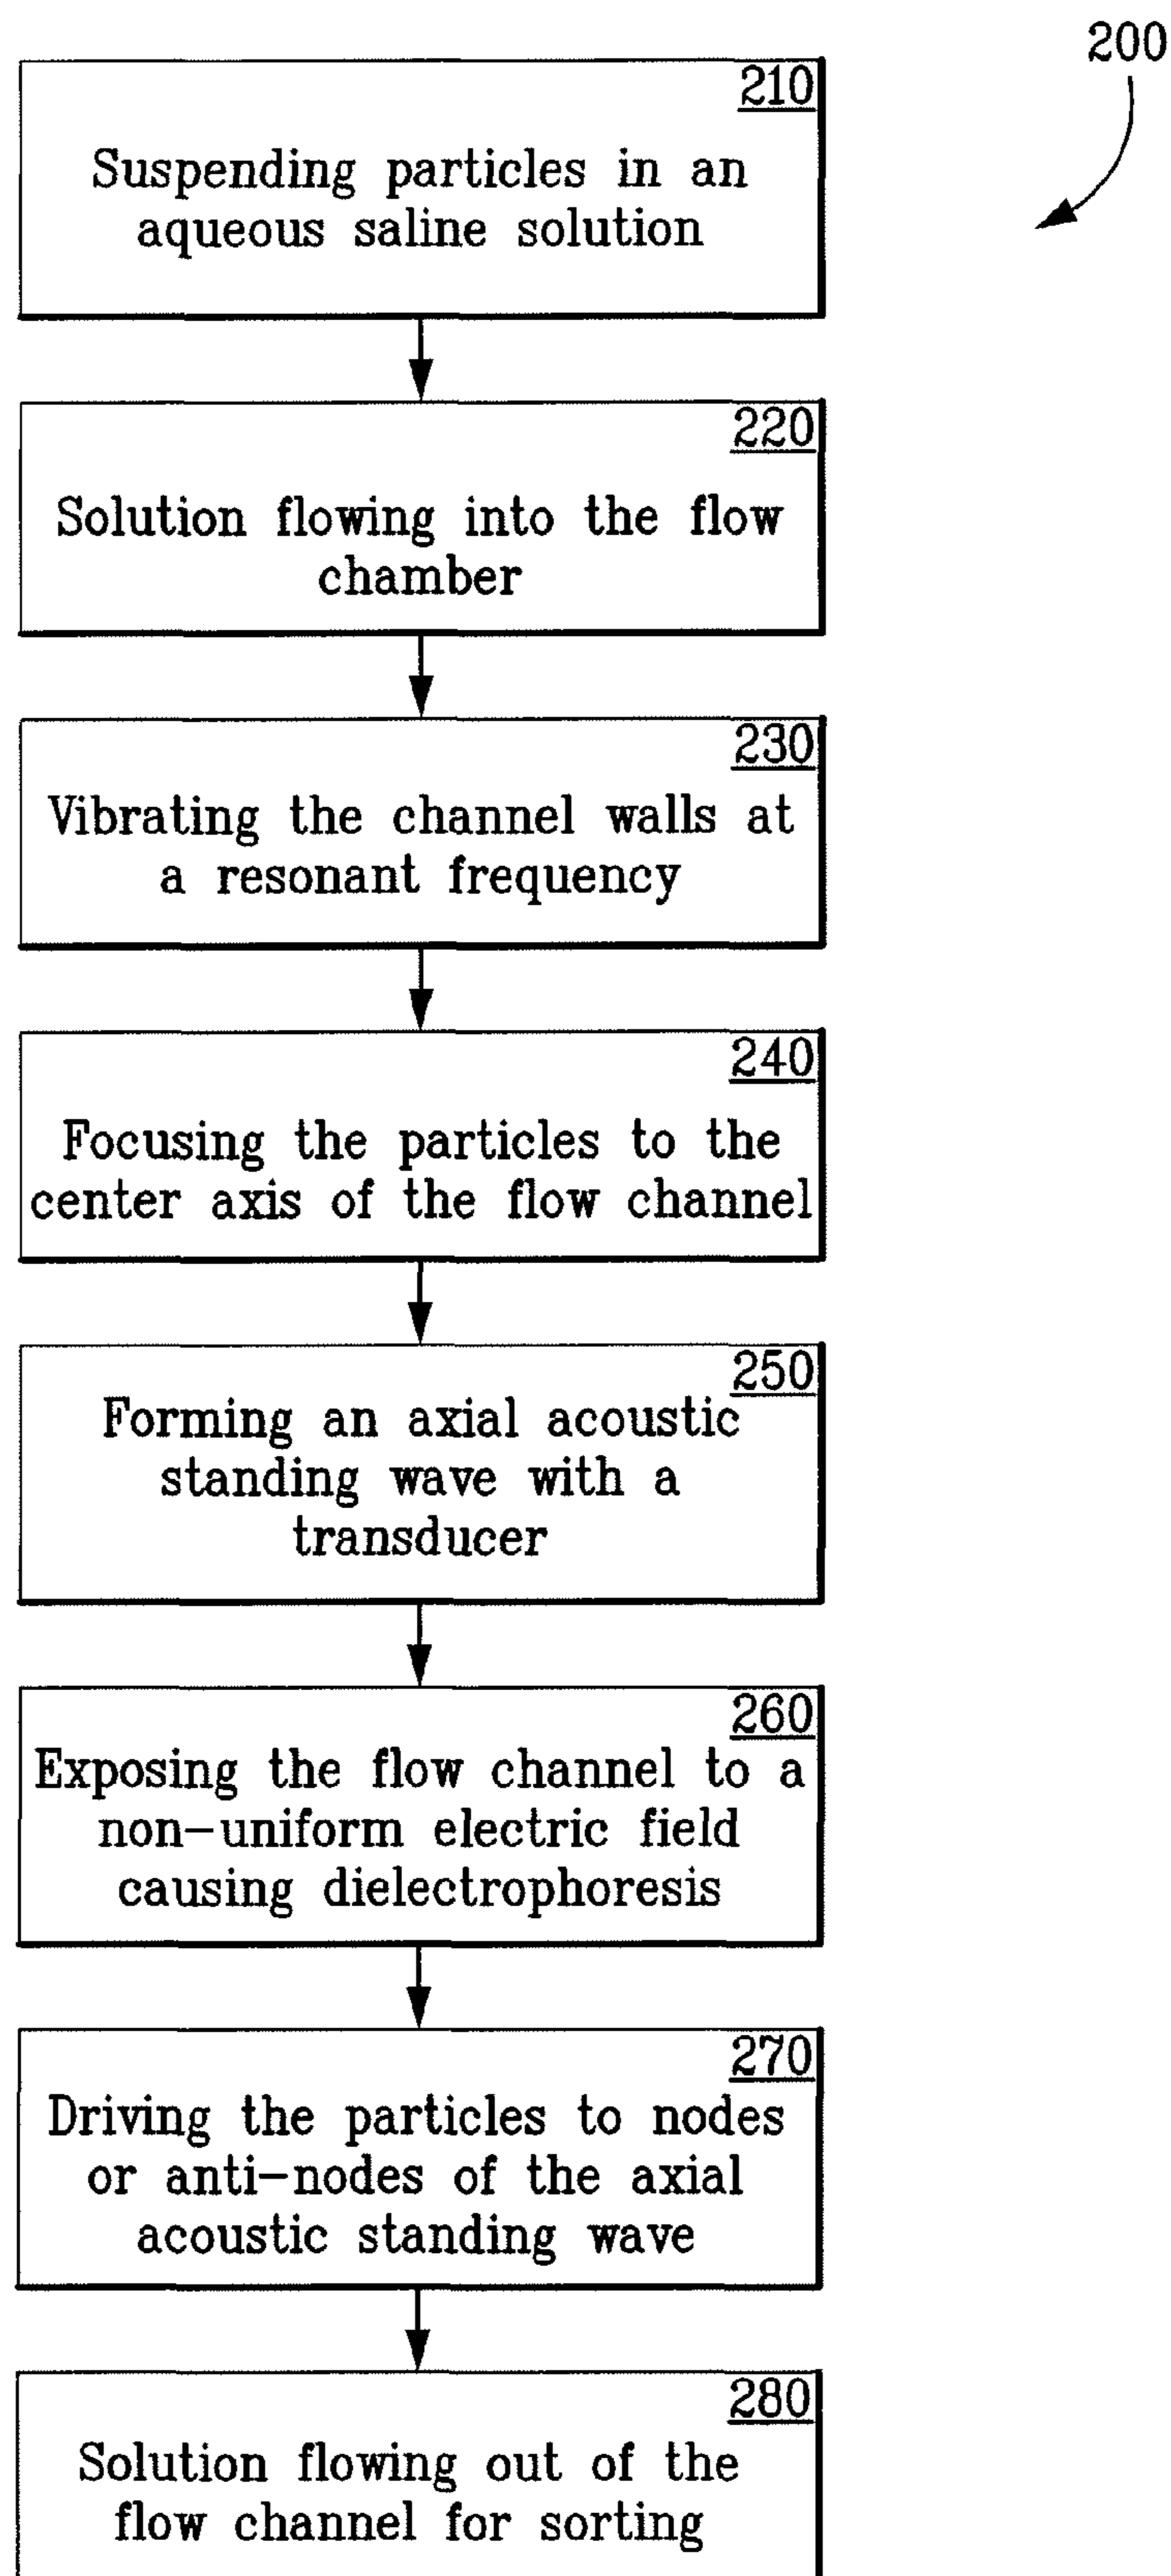 200
210
Suspending particles in an
aqueous saline solution
220
Solution flowing into the flow
chamber
230
Vibrating the channel walls at
a resonant frequency
240
Focusing the particles to the
center axis of the flow channel
250
Forming an axial acoustic
standing wave with a
transducer
260
Exposing the flow channel to a
non-uniform electric field
causing dielectrophoresis
270
Driving the particles to nodes
or anti-nodes of the axial
acoustic standing wave
280
Solution flowing out of the
flow channel for sorting